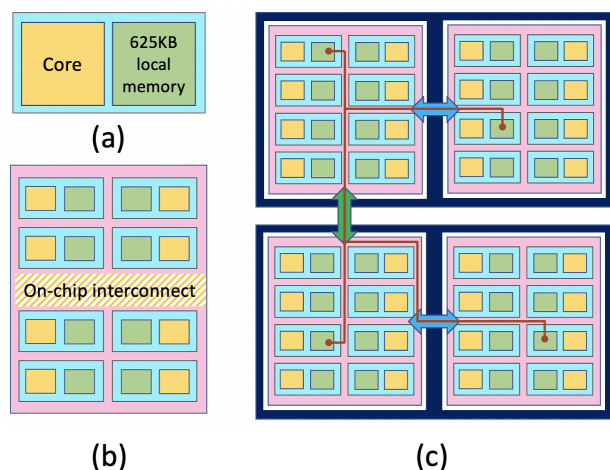 Core
625KB
local
memory
(a)
On-chip interconnect
(b)
(c)